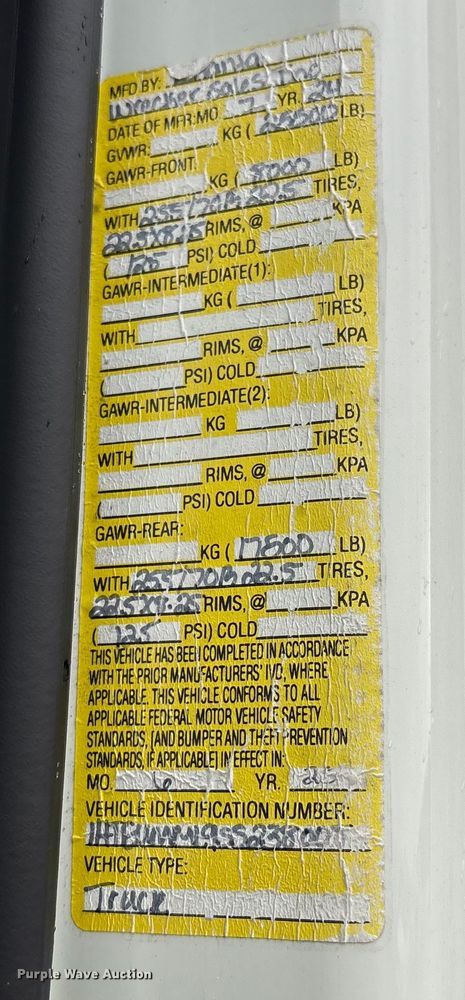 MFD BY:
Wrecker Sales Inc
DATE OF MFR: MO. 7 YR. 24
GVWR: KG ( 25500 LB)
GAWR-FRONT:
KG ( 8000 LB)
WITH 255/70R22.5 TIRES,
22.5X8.25 RIMS, @ KPA
( 125 PSI) COLD
GAWR-INTERMEDIATE(1):
KG ( LB)
WITH TIRES,
RIMS, @ KPA
( PSI) COLD
GAWR-INTERMEDIATE(2):
KG LB)
WITH TIRES,
RIMS, @ KPA
( PSI) COLD
GAWR-REAR:
KG ( 17500 LB)
WITH 255/70R22.5 TIRES,
22.5X8.25 RIMS, @ KPA
( 125 PSI) COLD
THIS VEHICLE HAS BEEN COMPLETED IN ACCORDANCE
WITH THE PRIOR MANUFACTURERS' IVD, WHERE
APPLICABLE. THIS VEHICLE CONFORMS TO ALL
APPLICABLE FEDERAL MOTOR VEHICLE SAFETY
STANDARDS, (AND BUMPER AND THEFT PREVENTION
STANDARDS, IF APPLICABLE) IN EFFECT IN:
MO. 6 YR.
VEHICLE IDENTIFICATION NUMBER:
VEHICLE TYPE:
Truck
Purple Wave Auction